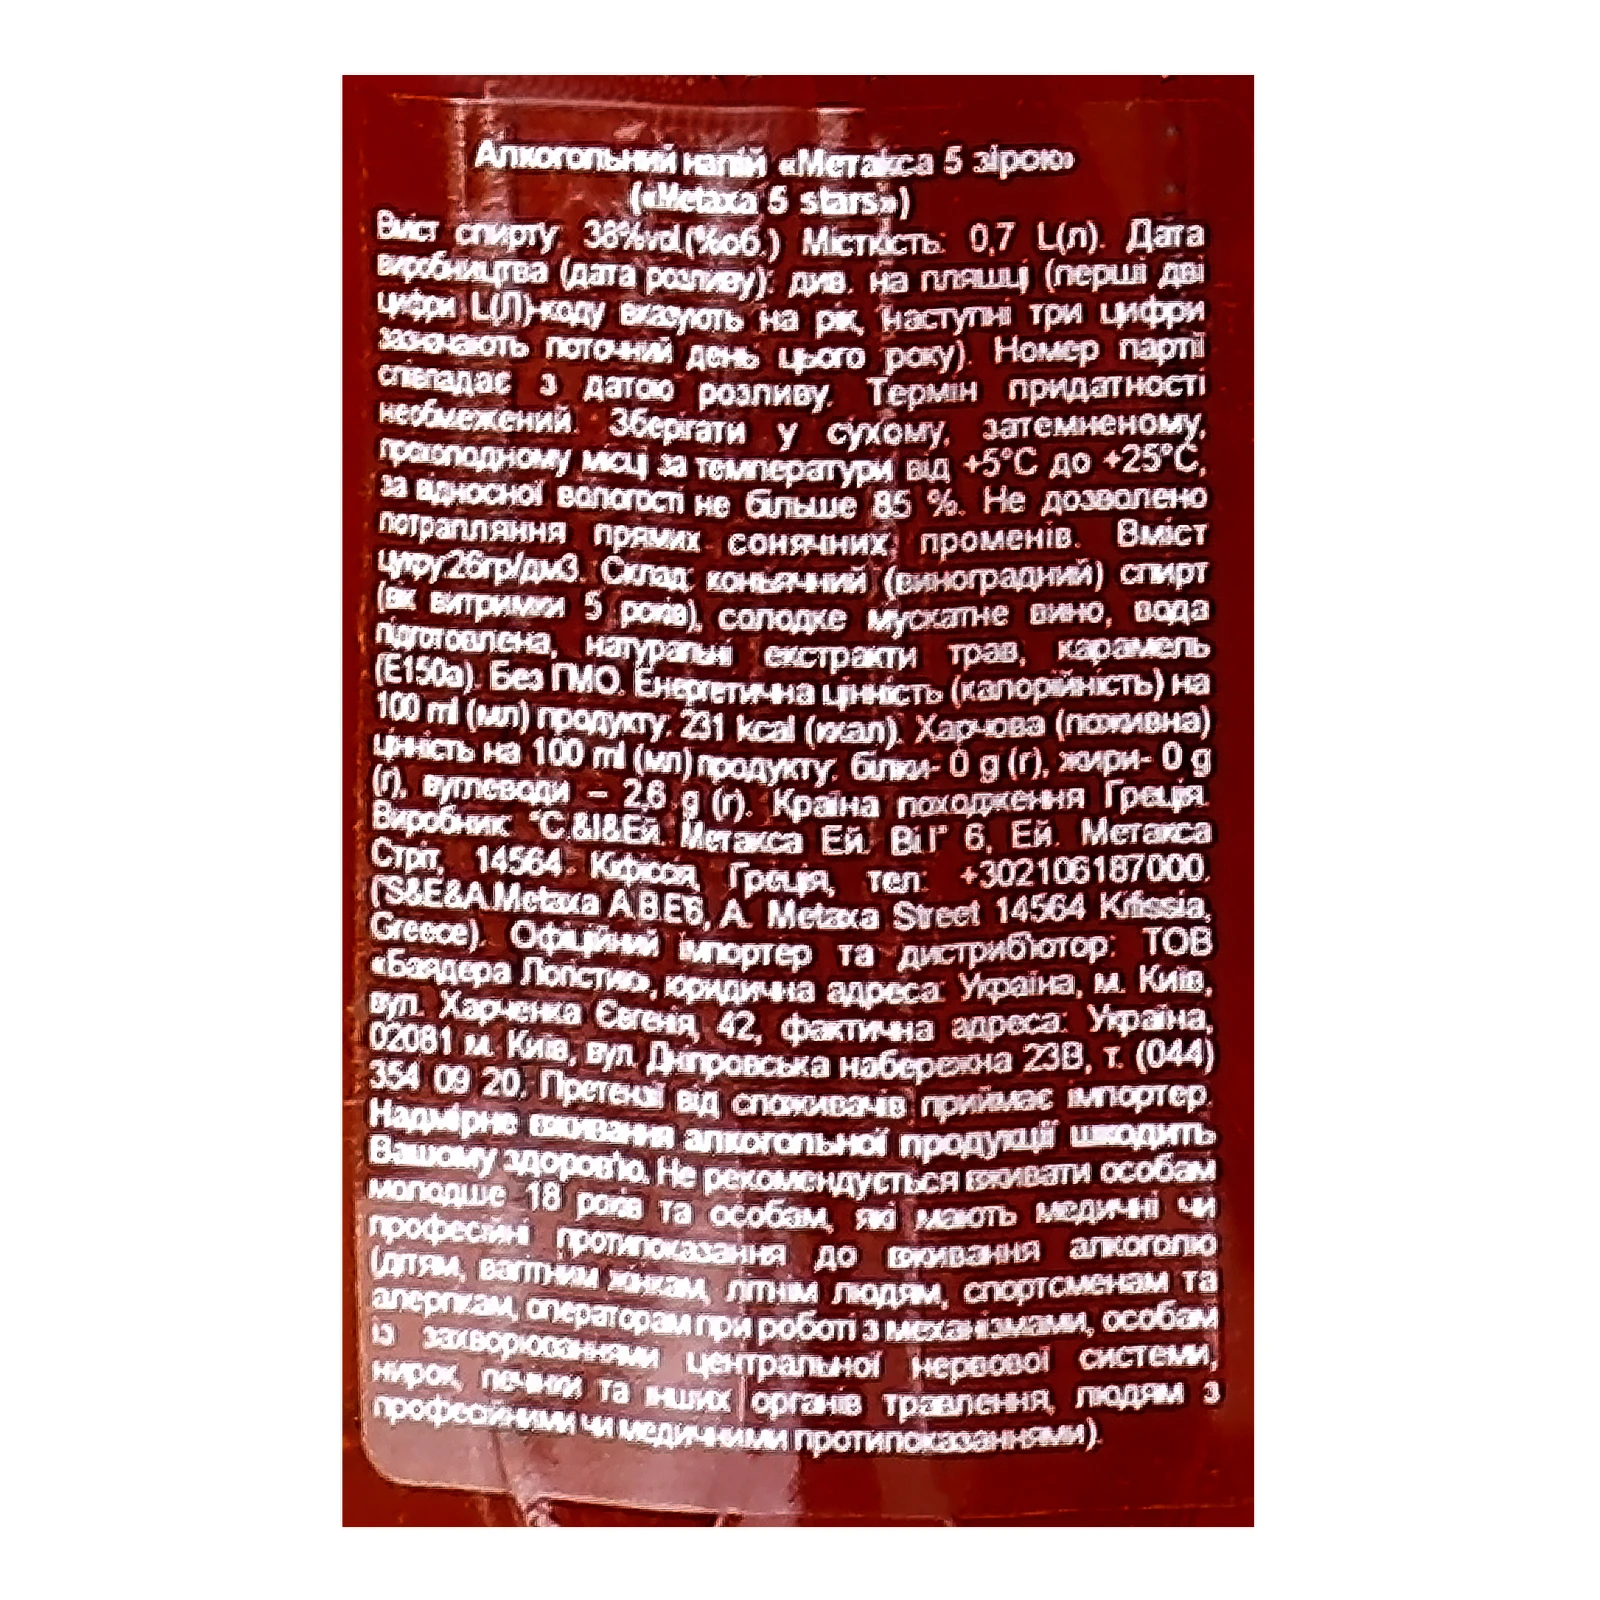 Алкогольний напій «Метакса 5 зірок»
(«Metaxa 5 stars»)
Вміст спирту: 38%vol.(%об.) Місткість: 0,7 L(л). Дата
виробництва (дата розливу): див. на пляшці (перші дві
цифри L(Л)-коду вказують на рік, наступні три цифри
зазначають поточний день цього року). Номер партії
співпадає з датою розливу. Термін придатності
необмежений. Зберігати у сухому, затемненому,
прохолодному місці за температури від +5°С до +25°С,
за відносної вологості не більше 85 %. Не дозволено
потрапляння прямих сонячних променів. Вміст
цукру:26гр/дм3. Склад: коньячний (виноградний) спирт
(вік витримки 5 років), солодке мускатне вино, вода
підготовлена, натуральні екстракти трав, карамель
(Е150а). Без ГМО. Енергетична цінність (калорійність) на
100 ml (мл) продукту: 231 kcal (ккал). Харчова (поживна)
цінність на 100 ml (мл) продукту: білки- 0 g (г), жири- 0 g
(г), вуглеводи – 2,6 g (г). Країна походження Греція.
Виробник: "С.&І&Ей. Метакса Ей. Ві.Г" 6, Ей. Метакса
Стріт, 14564 Кіфісся, Греція, тел: +302106187000.
("S&E&A.Metaxa A.B.E"6, A. Metaxa Street 14564 Kifissia,
Greece). Офіційний імпортер та дистриб'ютор: ТОВ
«Баядера Логістик», юридична адреса: Україна, м. Київ,
вул. Харченка Євгенія, 42, фактична адреса: Україна,
02081 м. Київ, вул. Дніпровська набережна 23В, т. (044)
354 09 20. Претензії від споживачів приймає імпортер.
Надмірне вживання алкогольної продукції шкодить
Вашому здоров'ю. Не рекомендується вживати особам
молодше 18 років та особам, які мають медичні чи
професійні протипоказання до вживання алкоголю
(дітям, вагітним жінкам, літнім людям, спортсменам та
алергікам, операторам при роботі з механізмами, особам
із захворюваннями центральної нервової системи,
нирок, печінки та інших органів травлення, людям з
професійними чи медичними протипоказаннями).